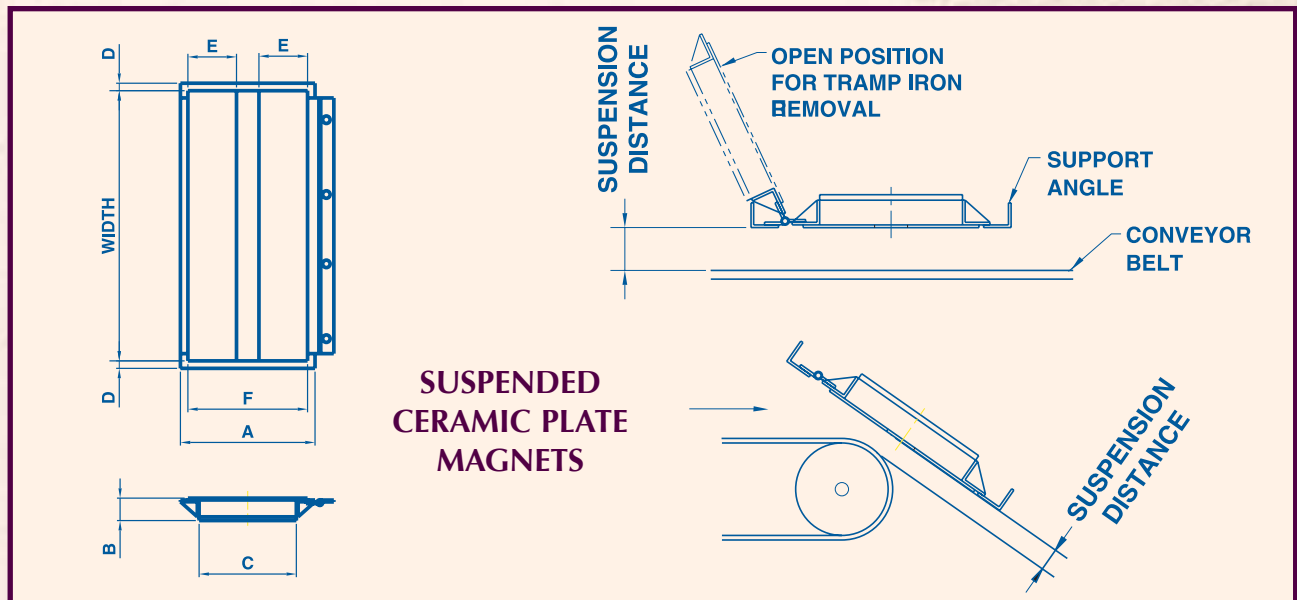 D
E
E
WIDTH
D
F
A
B
C
SUSPENDED
CERAMIC PLATE
MAGNETS
SUSPENSION
DISTANCE
OPEN POSITION
FOR TRAMP IRON
REMOVAL
SUPPORT
ANGLE
CONVEYOR
BELT
SUSPENSION
DISTANCE